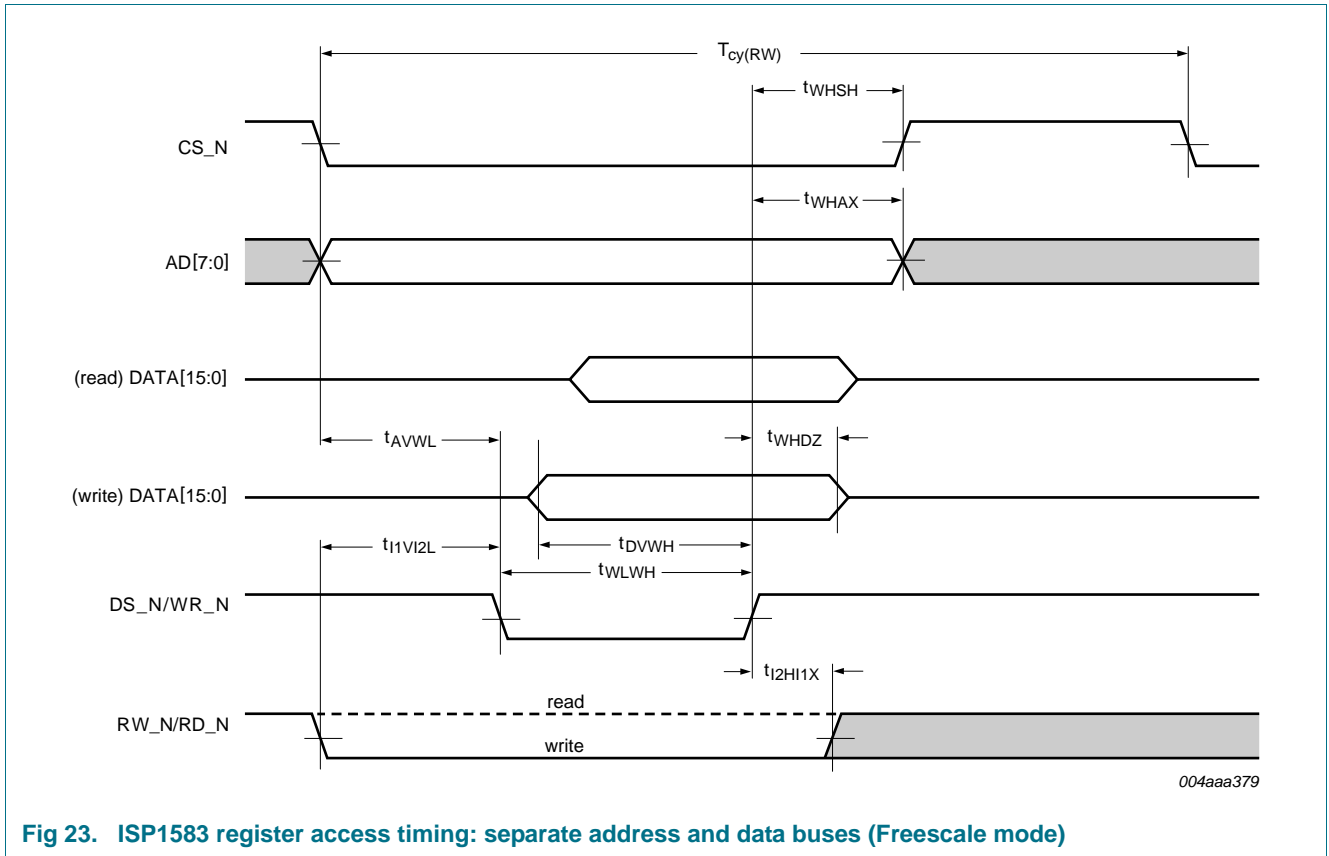 Tcy(RW)
tWHSH
CS_N
tWHAX
AD[7:0]
(read) DATA[15:0]
tAVWL
tWHDZ
(write) DATA[15:0]
tI1VI2L
tDVWH
tWLWH
DS_N/WR_N
tI2HI1X
read
RW_N/RD_N
write
004aaa379
Fig 23. ISP1583 register access timing: separate address and data buses (Freescale mode)